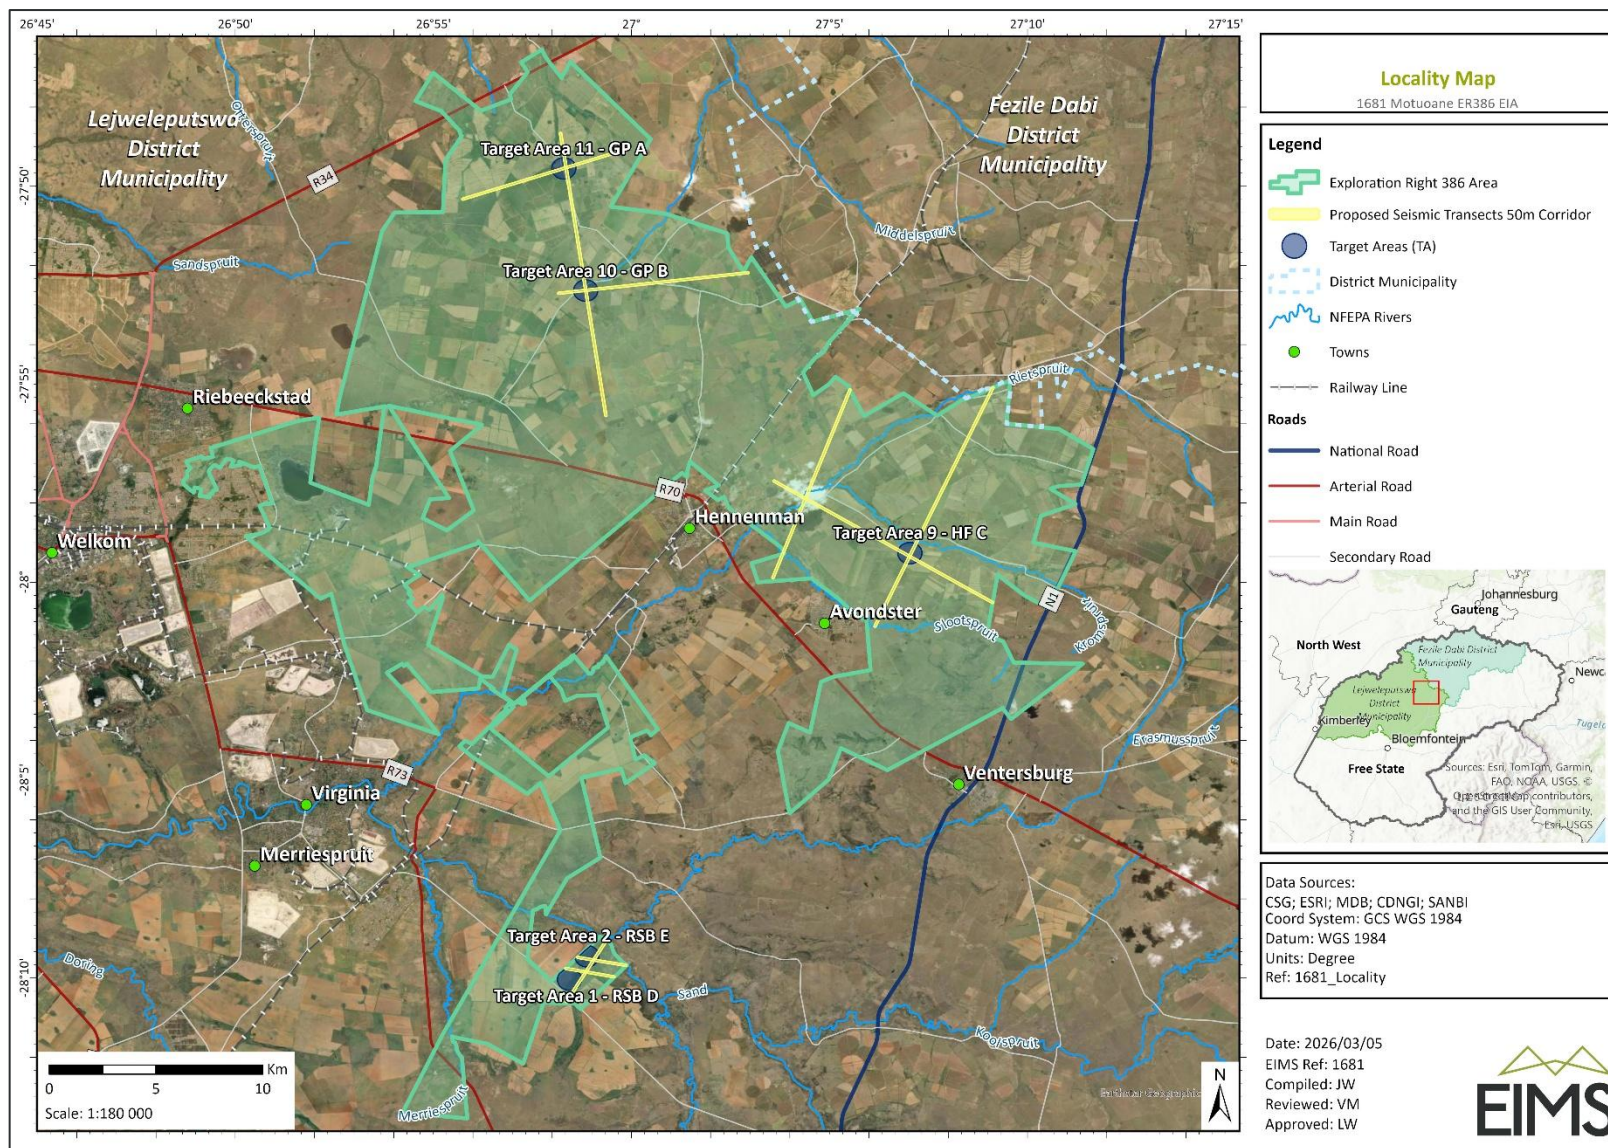 26°45' 26°50' 26°55' 27° 27°5' 27°10' 27°15'
-27°50'
-27°55'
-28°
-28°5'
-28°10'
Lejweleputswa
District
Municipality
Fezile Dabi
District
Municipality
Otterspruit
R34
Target Area 11 - GP A
Sandspruit
Middelspruit
Target Area 10 - GP B
Rietspruit
Riebeeckstad
R70
Hennenman
Welkom
Target Area 9 - HF C
N1
Kromspruit
Avondster
Slootspruit
Erasmusspruit
R73
Virginia
Ventersburg
Merriespruit
Target Area 2 - RSB E
Doring
Target Area 1 - RSB D
Sand
Koolspruit
Merriespruit
Earthstar Geographics
0 5 10 Km
Scale: 1:180 000
N
Locality Map
1681 Motuoane ER386 EIA
Legend
Exploration Right 386 Area
Proposed Seismic Transects 50m Corridor
Target Areas (TA)
District Municipality
NFEPA Rivers
Towns
Railway Line
Roads
National Road
Arterial Road
Main Road
Secondary Road
Johannesburg
Gauteng
North West
Fezile Dabi District
Municipality
Newc
Lejweleputswa
District
Municipality
Kimberley
Tugela
Bloemfontein
Free State
Sources: Esri, TomTom, Garmin,
FAO, NOAA, USGS, ©
OpenStreetMap contributors,
and the GIS User Community,
Esri, USGS
Data Sources:
CSG; ESRI; MDB; CDNGI; SANBI
Coord System: GCS WGS 1984
Datum: WGS 1984
Units: Degree
Ref: 1681_Locality
Date: 2026/03/05
EIMS Ref: 1681
Compiled: JW
Reviewed: VM
Approved: LW
EIMS